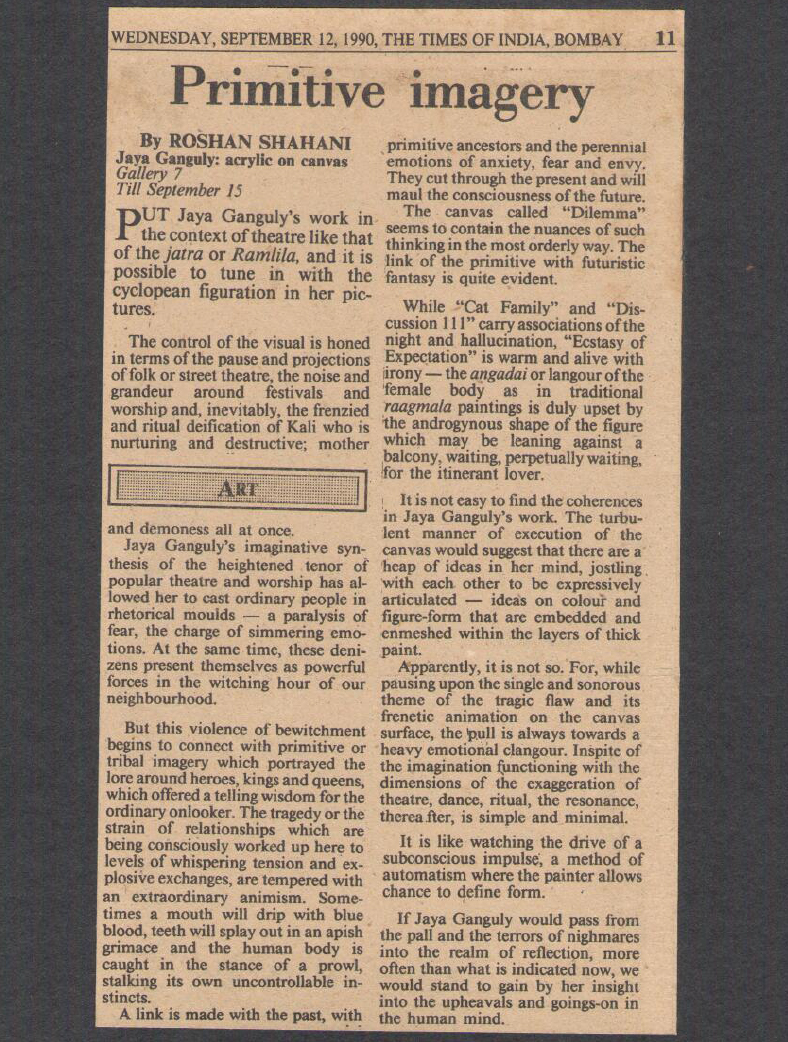 WEDNESDAY, SEPTEMBER 12, 1990, THE TIMES OF INDIA, BOMBAY 11
Primitive imagery
By ROSHAN SHAHANI
Jaya Ganguly: acrylic on canvas
Gallery 7
Till September 15
PUT Jaya Ganguly's work in
the context of theatre like that
of the jatra or Ramlila, and it is
possible to tune in with the
cyclopean figuration in her pic-
tures.
The control of the visual is honed
in terms of the pause and projections
of folk or street theatre, the noise and
grandeur around festivals and
worship and, inevitably, the frenzied
and ritual deification of Kali who is
nurturing and destructive; mother
ART
and demoness all at once.
Jaya Ganguly's imaginative syn-
thesis of the heightened tenor of
popular theatre and worship has al-
lowed her to cast ordinary people in
rhetorical moulds — a paralysis of
fear, the charge of simmering emo-
tions. At the same time, these deni-
zens present themselves as powerful
forces in the witching hour of our
neighbourhood.
But this violence of bewitchment
begins to connect with primitive or
tribal imagery which portrayed the
lore around heroes, kings and queens,
which offered a telling wisdom for the
ordinary onlooker. The tragedy or the
strain of relationships which are
being consciously worked up here to
levels of whispering tension and ex-
plosive exchanges, are tempered with
an extraordinary animism. Some-
times a mouth will drip with blue
blood, teeth will splay out in an apish
grimace and the human body is
caught in the stance of a prowl,
stalking its own uncontrollable in-
stincts.
A link is made with the past, with
primitive ancestors and the perennial
emotions of anxiety, fear and envy.
They cut through the present and will
maul the consciousness of the future.
The canvas called "Dilemma"
seems to contain the nuances of such
thinking in the most orderly way. The
link of the primitive with futuristic
fantasy is quite evident.
While "Cat Family" and "Dis-
cussion 111" carry associations of the
night and hallucination, "Ecstasy of
Expectation" is warm and alive with
irony — the angadai or langour of the
female body as in traditional
raagmala paintings is duly upset by
the androgynous shape of the figure
which may be leaning against a
balcony, waiting, perpetually waiting,
for the itinerant lover.
It is not easy to find the coherences
in Jaya Ganguly's work. The turbu-
lent manner of execution of the
canvas would suggest that there are a
heap of ideas in her mind, jostling
with each other to be expressively
articulated — ideas on colour and
figure-form that are embedded and
enmeshed within the layers of thick
paint.
Apparently, it is not so. For, while
pausing upon the single and sonorous
theme of the tragic flaw and its
frenetic animation on the canvas
surface, the pull is always towards a
heavy emotional clangour. Inspite of
the imagination functioning with the
dimensions of the exaggeration of
theatre, dance, ritual, the resonance,
thereafter, is simple and minimal.
It is like watching the drive of a
subconscious impulse, a method of
automatism where the painter allows
chance to define form.
If Jaya Ganguly would pass from
the pall and the terrors of nighmares
into the realm of reflection, more
often than what is indicated now, we
would stand to gain by her insight
into the upheavals and goings-on in
the human mind.